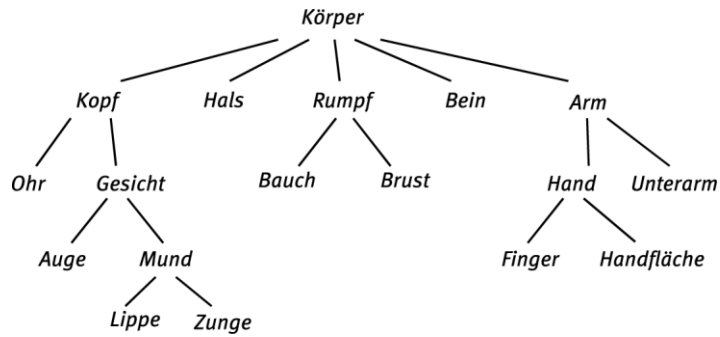 Körper
Kopf Hals Rumpf Bein Arm
Ohr Gesicht Bauch Brust Hand Unterarm
Auge Mund Finger Handfläche
Lippe Zunge